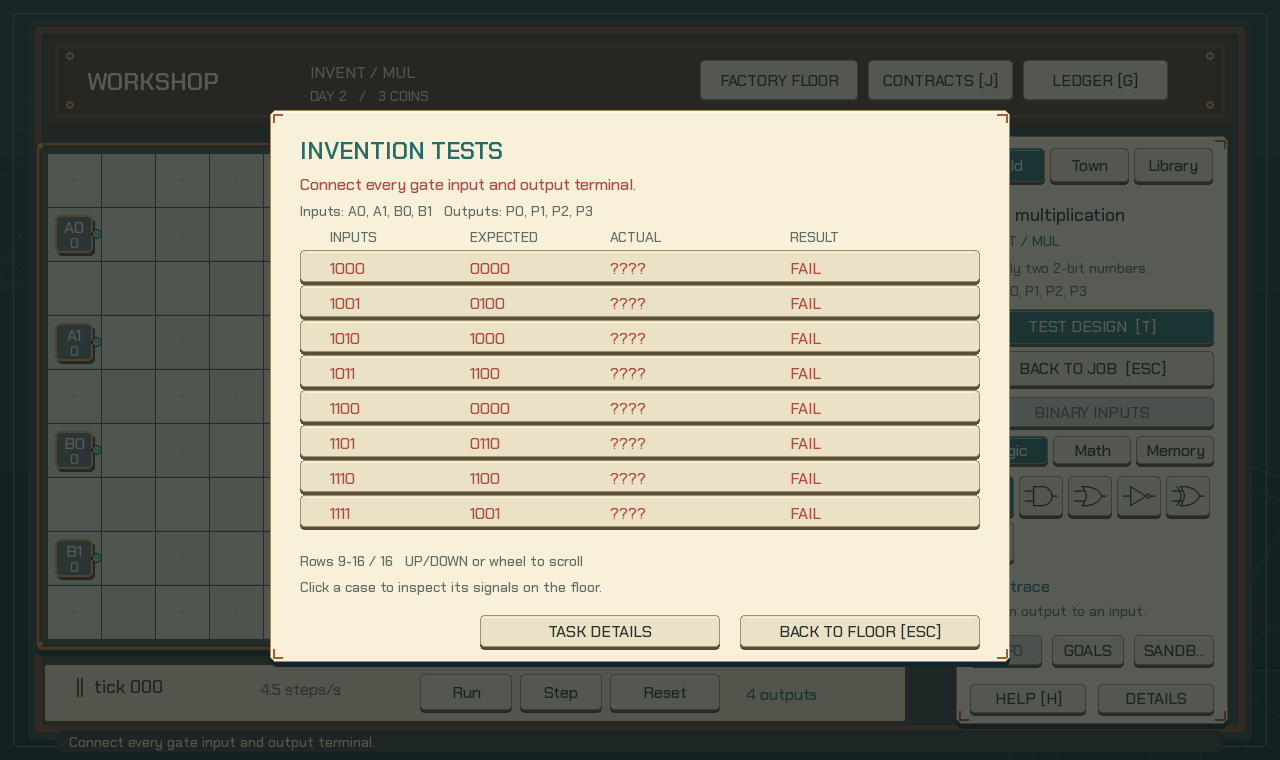 WORKSHOP
INVENT / MUL
DAY 2 / 3 COINS
FACTORY FLOOR
CONTRACTS [J]
LEDGER [G]
INVENTION TESTS
Connect every gate input and output terminal.
Inputs: A0, A1, B0, B1 Outputs: P0, P1, P2, P3
INPUTS EXPECTED ACTUAL RESULT
1000 0000 ???? FAIL
1001 0100 ???? FAIL
1010 1000 ???? FAIL
1011 1100 ???? FAIL
1100 0000 ???? FAIL
1101 0110 ???? FAIL
1110 1100 ???? FAIL
1111 1001 ???? FAIL
Rows 9-16 / 16 UP/DOWN or wheel to scroll
Click a case to inspect its signals on the floor.
TASK DETAILS
BACK TO FLOOR [ESC]
A0
0
A1
0
B0
0
B1
0
Town
Library
multiplication
/ MUL
two 2-bit numbers.
P1, P2, P3
TEST DESIGN [T]
BACK TO JOB [ESC]
BINARY INPUTS
Math
Memory
trace
output to an input.
GOALS
SANDB...
HELP [H]
DETAILS
tick 000
4.5 steps/s
Run
Step
Reset
4 outputs
Connect every gate input and output terminal.